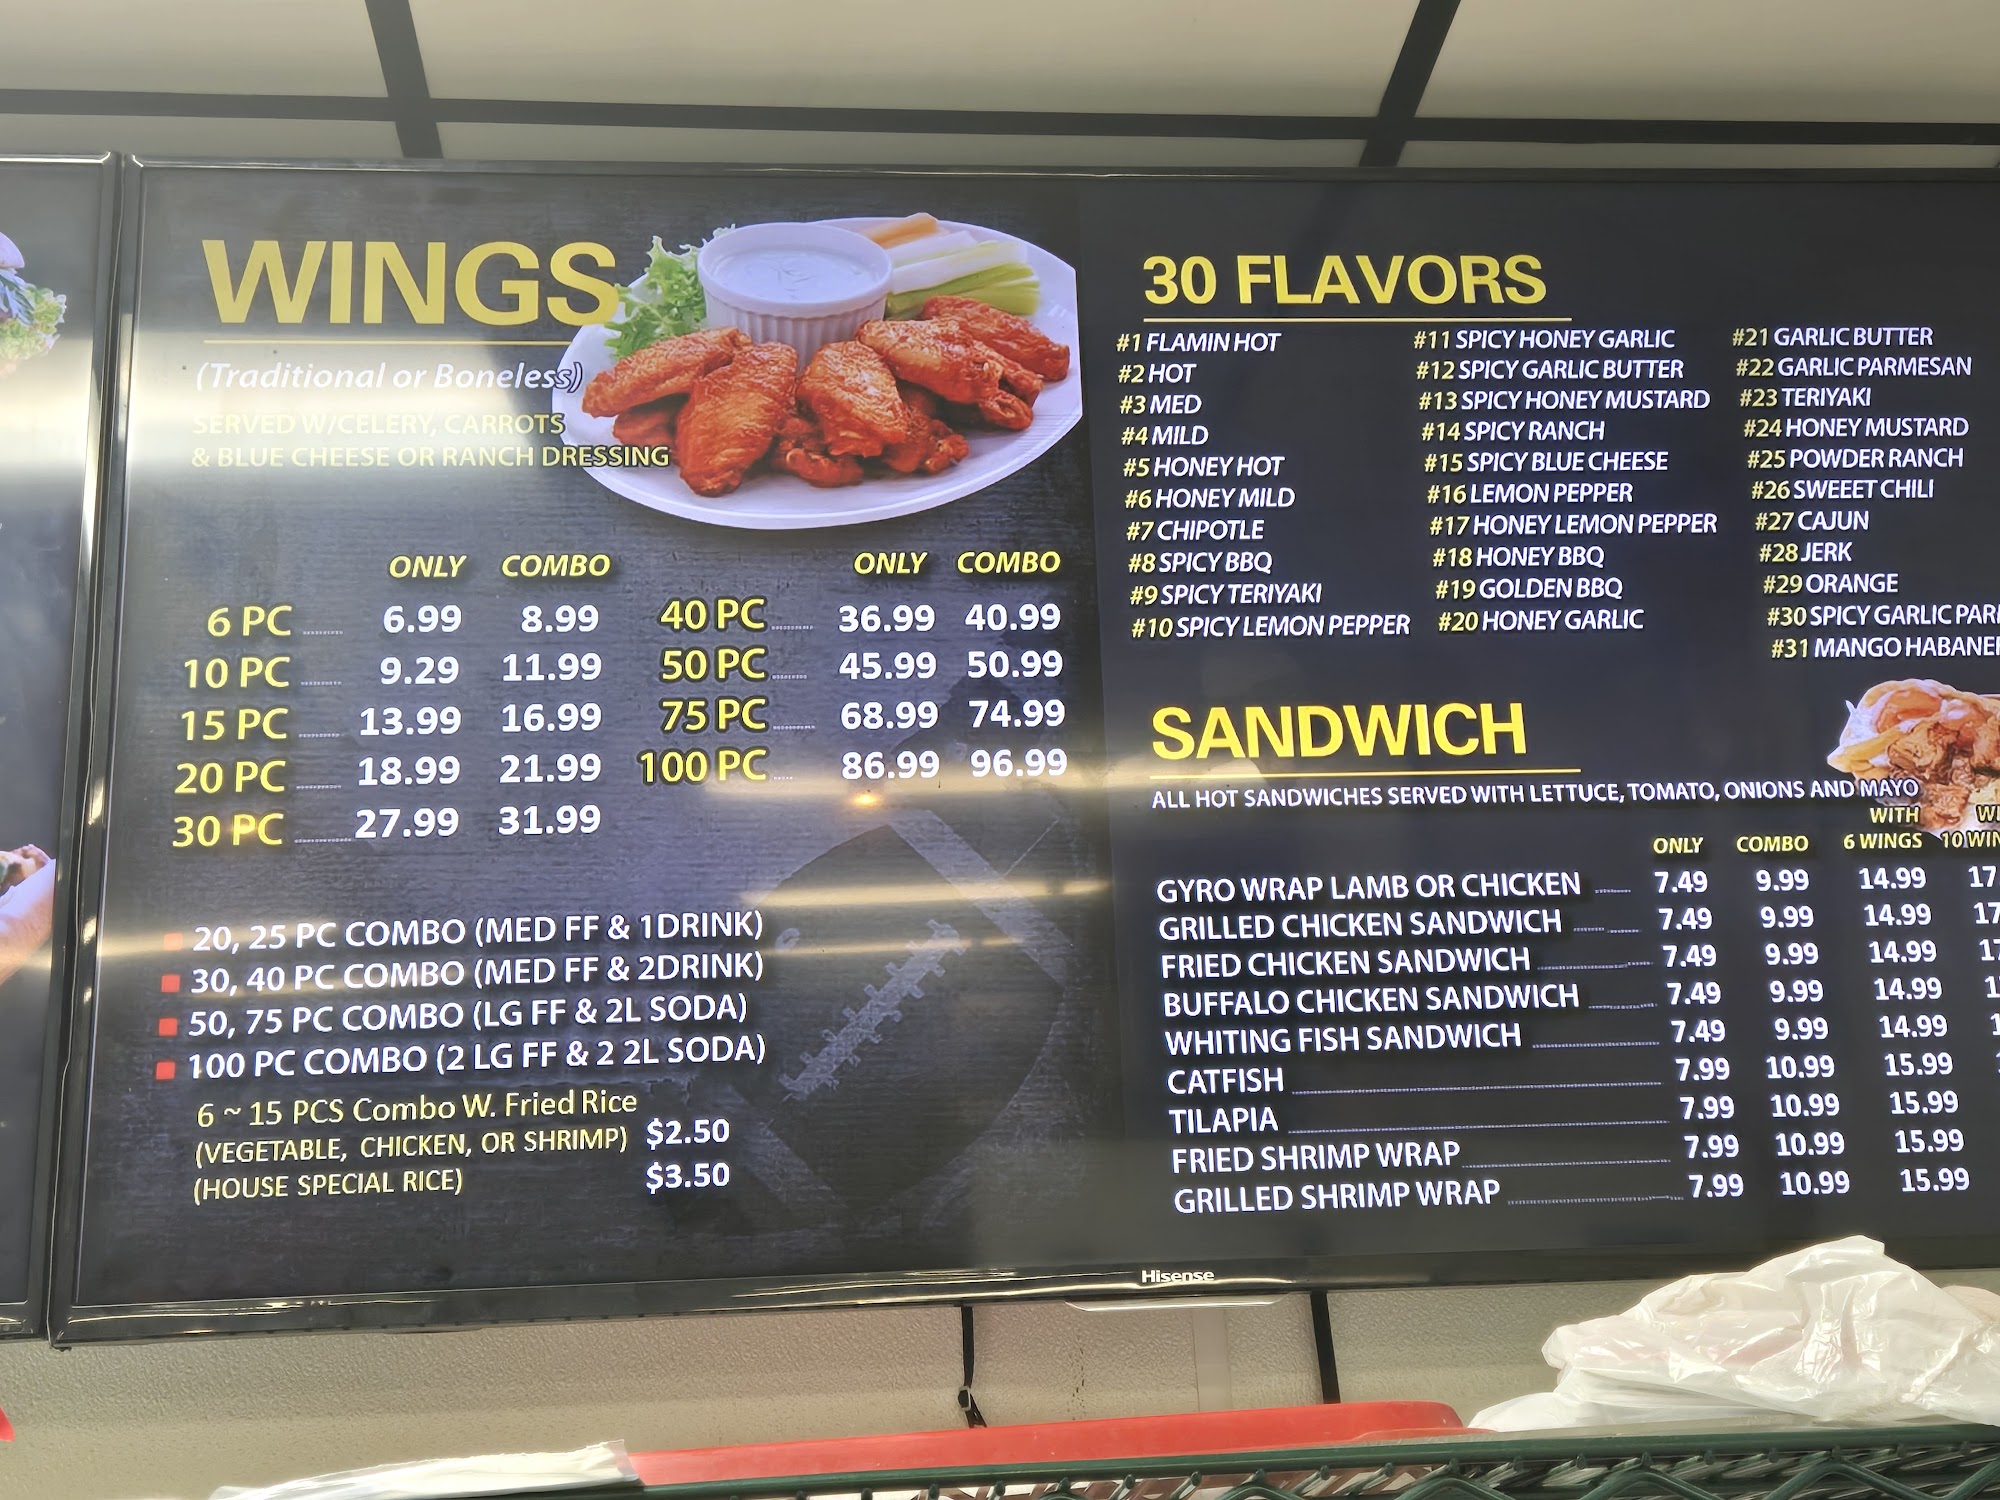 WINGS
(Traditional or Boneless)
SERVED W/CELERY, CARROTS
& BLUE CHEESE OR RANCH DRESSING
ONLY COMBO
6 PC 6.99 8.99
10 PC 9.29 11.99
15 PC 13.99 16.99
20 PC 18.99 21.99
30 PC 27.99 31.99
ONLY COMBO
40 PC 36.99 40.99
50 PC 45.99 50.99
75 PC 68.99 74.99
100 PC 86.99 96.99
20, 25 PC COMBO (MED FF & 1DRINK)
30, 40 PC COMBO (MED FF & 2DRINK)
50, 75 PC COMBO (LG FF & 2L SODA)
100 PC COMBO (2 LG FF & 2 2L SODA)
6 ~ 15 PCS Combo W. Fried Rice
(VEGETABLE, CHICKEN, OR SHRIMP) $2.50
(HOUSE SPECIAL RICE) $3.50
30 FLAVORS
#1 FLAMIN HOT
#2 HOT
#3 MED
#4 MILD
#5 HONEY HOT
#6 HONEY MILD
#7 CHIPOTLE
#8 SPICY BBQ
#9 SPICY TERIYAKI
#10 SPICY LEMON PEPPER
#11 SPICY HONEY GARLIC
#12 SPICY GARLIC BUTTER
#13 SPICY HONEY MUSTARD
#14 SPICY RANCH
#15 SPICY BLUE CHEESE
#16 LEMON PEPPER
#17 HONEY LEMON PEPPER
#18 HONEY BBQ
#19 GOLDEN BBQ
#20 HONEY GARLIC
#21 GARLIC BUTTER
#22 GARLIC PARMESAN
#23 TERIYAKI
#24 HONEY MUSTARD
#25 POWDER RANCH
#26 SWEEET CHILI
#27 CAJUN
#28 JERK
#29 ORANGE
#30 SPICY GARLIC
#31 MANGO
SANDWICH
ALL HOT SANDWICHES SERVED WITH LETTUCE, TOMATO, ONIONS AND MAYO
WITH
ONLY COMBO 6 WINGS 10
GYRO WRAP LAMB OR CHICKEN 7.49 9.99 14.99
GRILLED CHICKEN SANDWICH 7.49 9.99 14.99
FRIED CHICKEN SANDWICH 7.49 9.99 14.99
BUFFALO CHICKEN SANDWICH 7.49 9.99 14.99
WHITING FISH SANDWICH 7.49 9.99 14.99
CATFISH 7.99 10.99 15.99
TILAPIA 7.99 10.99 15.99
FRIED SHRIMP WRAP 7.99 10.99 15.99
GRILLED SHRIMP WRAP 7.99 10.99 15.99
Hisense